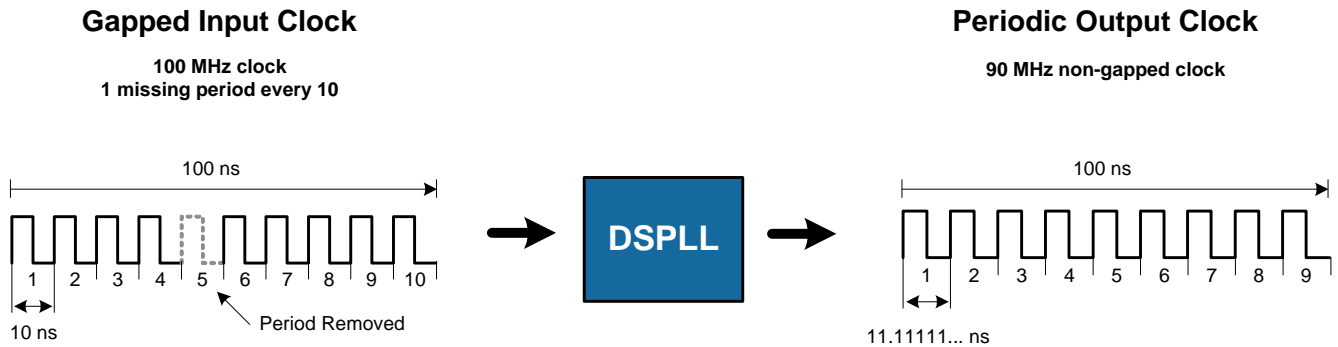 Gapped Input Clock
100 MHz clock
1 missing period every 10
100 ns
1 2 3 4 5 6 7 8 9 10
10 ns
Period Removed
DSPLL
Periodic Output Clock
90 MHz non-gapped clock
100 ns
1 2 3 4 5 6 7 8 9
11.11111... ns